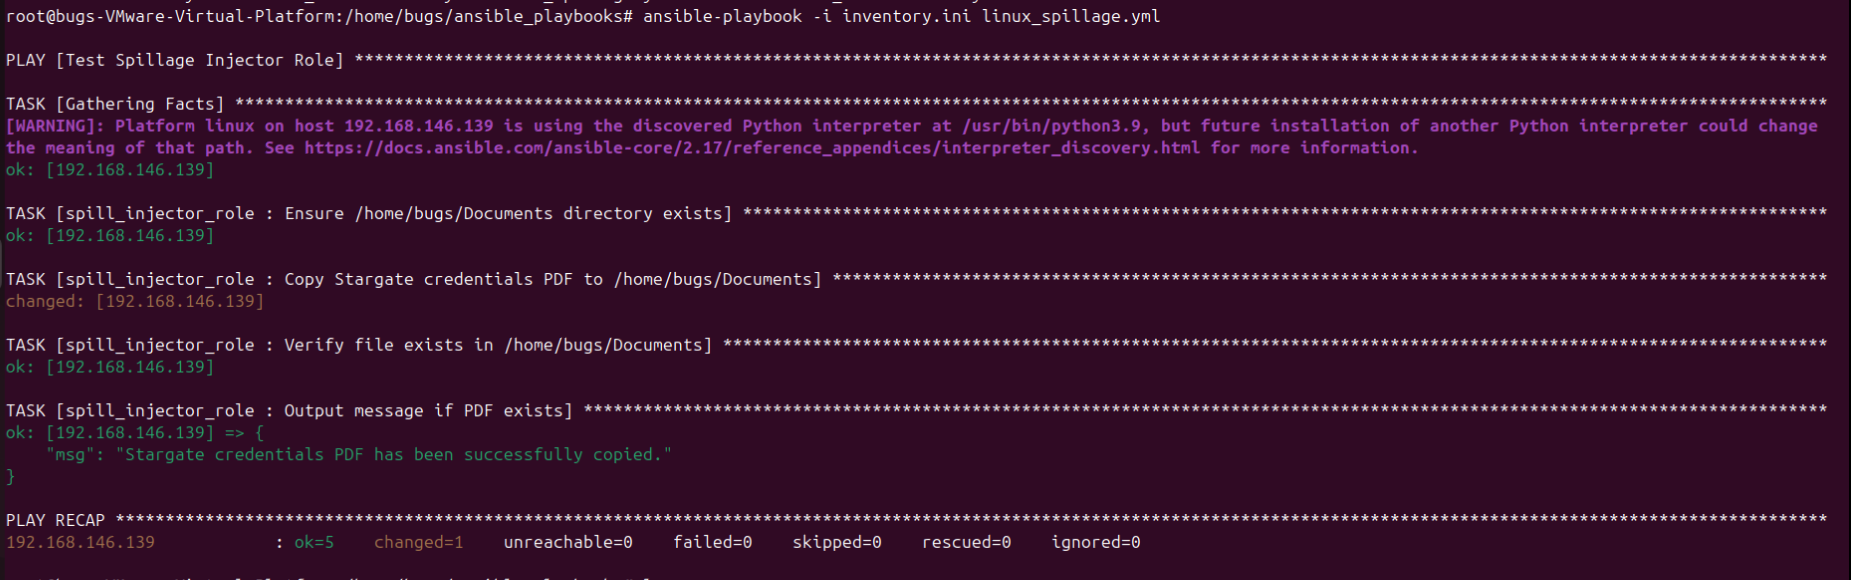 root@bugs-VMware-Virtual-Platform:/home/bugs/ansible_playbooks# ansible-playbook -i inventory.ini linux_spillage.yml
PLAY [Test Spillage Injector Role] ****************************************************************************************************************************************************
TASK [Gathering Facts] ****************************************************************************************************************************************************************
[WARNING]: Platform linux on host 192.168.146.139 is using the discovered Python interpreter at /usr/bin/python3.9, but future installation of another Python interpreter could change
the meaning of that path. See https://docs.ansible.com/ansible-core/2.17/reference_appendices/interpreter_discovery.html for more information.
ok: [192.168.146.139]
TASK [spill_injector_role : Ensure /home/bugs/Documents directory exists] *************************************************************************************************************
ok: [192.168.146.139]
TASK [spill_injector_role : Copy Stargate credentials PDF to /home/bugs/Documents] ****************************************************************************************************
changed: [192.168.146.139]
TASK [spill_injector_role : Verify file exists in /home/bugs/Documents] ***************************************************************************************************************
ok: [192.168.146.139]
TASK [spill_injector_role : Output message if PDF exists] *****************************************************************************************************************************
ok: [192.168.146.139] => {
    "msg": "Stargate credentials PDF has been successfully copied."
}
PLAY RECAP ****************************************************************************************************************************************************************************
192.168.146.139            : ok=5    changed=1    unreachable=0    failed=0    skipped=0    rescued=0    ignored=0